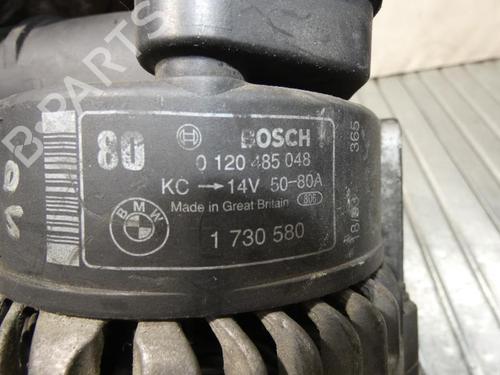 B-PARTS
80
BOSCH
0 120 485 048
KC → 14V 50-80A
Made in Great Britain 806
BMW
1 730 580
365